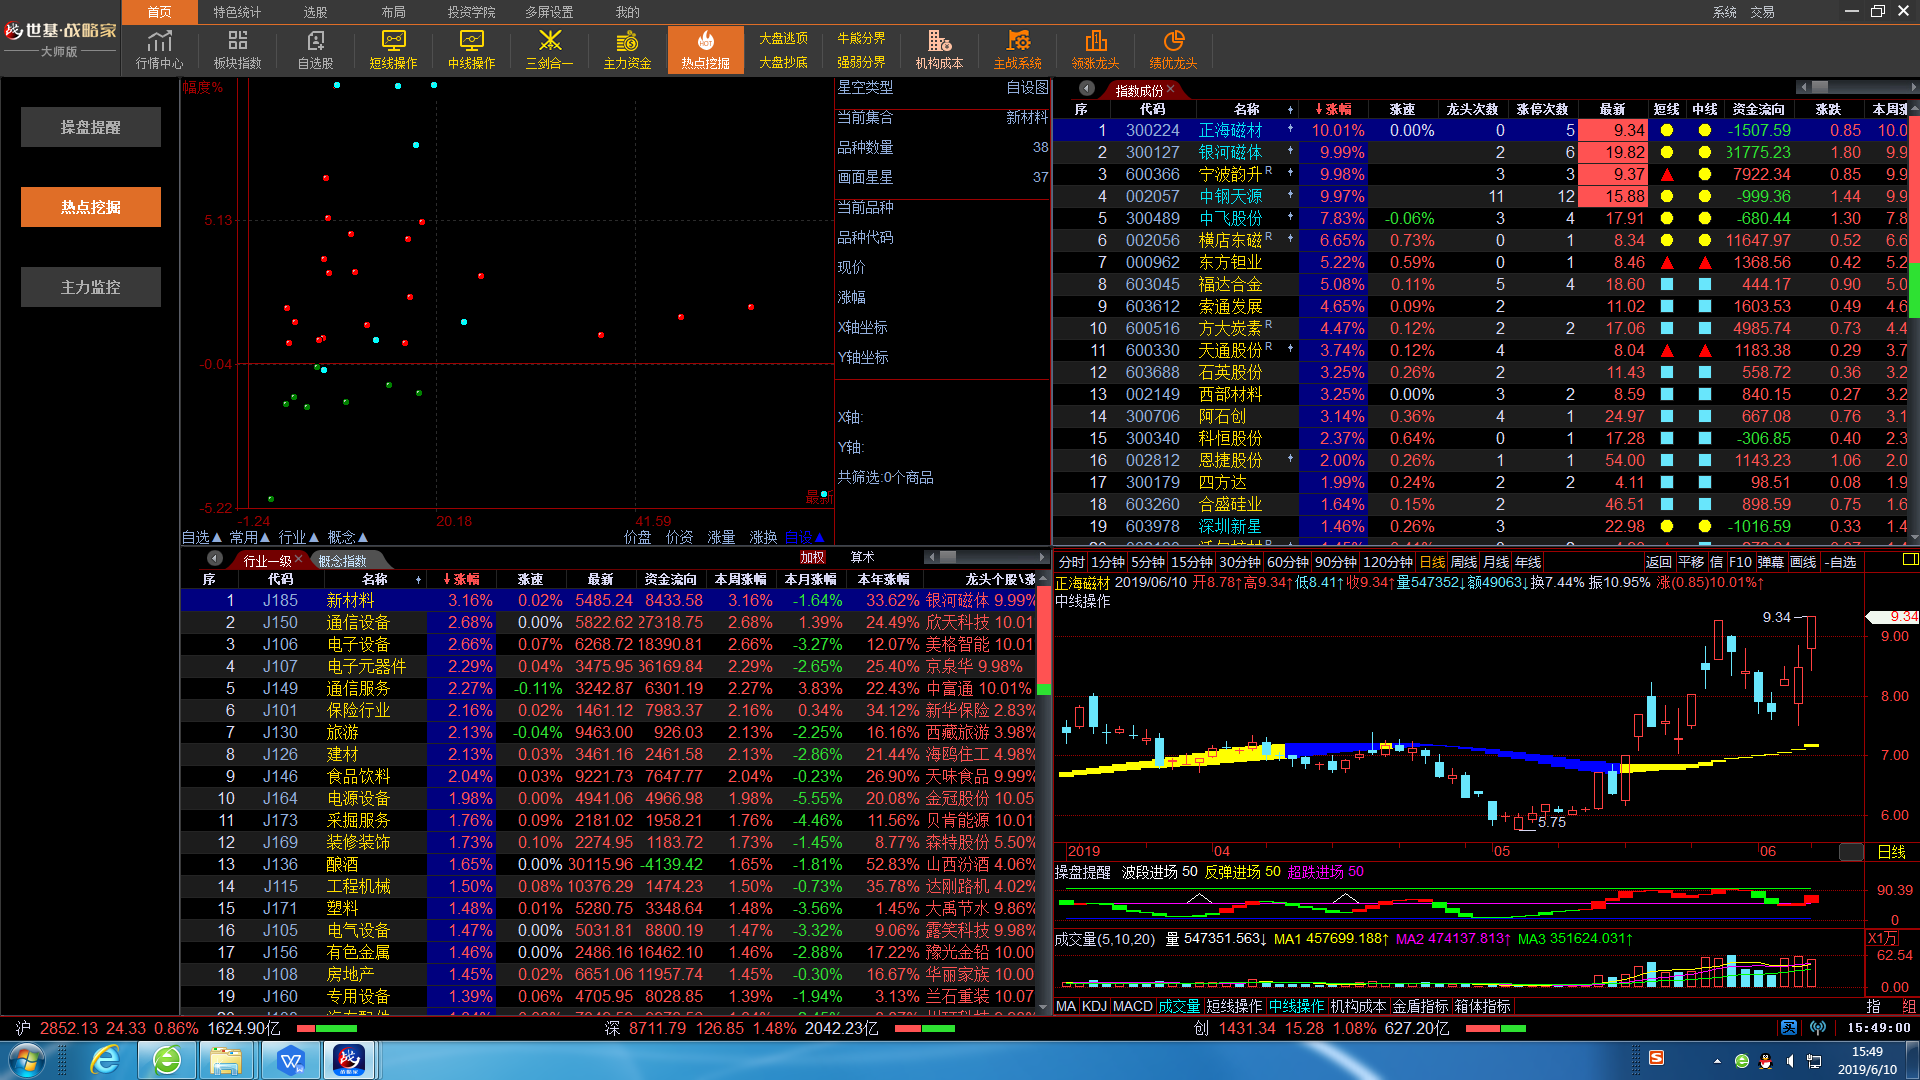 首页 特色统计 选股 布局 投资学院 多屏设置 我的 系统 交易
世基·战略家
大师版
行情中心 板块指数 自选股 短线操作 中线操作 三剑合一 主力资金 热点挖掘 大盘逃顶 大盘抄底 牛熊分界 强弱分界 机构成本 主战系统 领涨龙头 绩优龙头
操盘提醒
热点挖掘
主力监控
幅度%
5.13
-0.04
-5.22
-1.24 20.18 41.59
自选▲ 常用▲ 行业▲ 概念▲ 价盘 价资 涨量 涨换 自设▲
星空类型 自设图
当前集合 新材料
品种数量 38
画面星星 37
当前品种
品种代码
现价
涨幅
X轴坐标
Y轴坐标
X轴:
Y轴:
共筛选:0个商品
指数成份
序 代码 名称 涨幅 涨速 龙头次数 涨停次数 最新 短线 中线 资金流向 涨跌
1 300224 正海磁材 10.01% 0.00% 0 5 9.34 -1507.59 0.85 10.0
2 300127 银河磁体 9.99% 2 6 19.82 31775.23 1.80 9.9
3 600366 宁波韵升R 9.98% 3 3 9.37 7922.34 0.85 9.9
4 002057 中钢天源 9.97% 11 12 15.88 -999.36 1.44 9.9
5 300489 中飞股份 7.83% -0.06% 3 4 17.91 -680.44 1.30 7.8
6 002056 横店东磁R 6.65% 0.73% 0 1 8.34 11647.97 0.52 6.6
7 000962 东方钽业 5.22% 0.59% 0 1 8.46 1368.56 0.42 5.2
8 603045 福达合金 5.08% 0.11% 5 4 18.60 444.17 0.90 5.0
9 603612 索通发展 4.65% 0.09% 2 11.02 1603.53 0.49 4.6
10 600516 方大炭素R 4.47% 0.12% 2 2 17.06 4985.74 0.73 4.4
11 600330 天通股份R 3.74% 0.12% 4 8.04 1183.38 0.29 3.7
12 603688 石英股份 3.25% 0.26% 2 11.43 558.72 0.36 3.2
13 002149 西部材料 3.25% 0.00% 3 2 8.59 840.15 0.27 3.2
14 300706 阿石创 3.14% 0.36% 4 1 24.97 667.08 0.76 3.1
15 300340 科恒股份 2.37% 0.64% 0 1 17.28 -306.85 0.40 2.3
16 002812 恩捷股份 2.00% 0.26% 1 1 54.00 1143.23 1.06 2.0
17 300179 四方达 1.99% 0.24% 2 2 4.11 98.51 0.08 1.9
18 603260 合盛硅业 1.64% 0.15% 2 46.51 898.59 0.75 1.6
19 603978 深圳新星 1.46% 0.26% 3 22.98 -1016.59 0.33 1.4
行业一级 概念指数 加权 算术
序 代码 名称 涨幅 涨速 最新 资金流向 本周涨幅 本月涨幅 本年涨幅 龙头个股
1 J185 新材料 3.16% 0.02% 5485.24 8433.58 3.16% -1.64% 33.62% 银河磁体 9.99%
2 J150 通信设备 2.68% 0.00% 5822.62 27318.75 2.68% 1.39% 24.49% 欣天科技 10.01
3 J106 电子设备 2.66% 0.07% 6268.72 18390.81 2.66% -3.27% 12.07% 美格智能 10.01
4 J107 电子元器件 2.29% 0.04% 3475.95 36169.84 2.29% -2.65% 25.40% 京泉华 9.98%
5 J149 通信服务 2.27% -0.11% 3242.87 6301.19 2.27% 3.83% 22.43% 中富通 10.01%
6 J101 保险行业 2.16% 0.02% 1461.12 7983.37 2.16% 0.34% 34.12% 新华保险 2.83%
7 J130 旅游 2.13% -0.04% 9463.00 926.03 2.13% -2.25% 16.16% 西藏旅游 3.98%
8 J126 建材 2.13% 0.03% 3461.16 2461.58 2.13% -2.86% 21.44% 海鸥住工 4.98%
9 J146 食品饮料 2.04% 0.03% 9221.73 7647.77 2.04% -0.23% 26.90% 天味食品 9.99%
10 J164 电源设备 1.98% 0.00% 4941.06 4966.98 1.98% -5.55% 20.08% 金冠股份 10.05
11 J173 采掘服务 1.76% 0.09% 2181.02 1958.21 1.76% -4.46% 11.56% 贝肯能源 10.01
12 J169 装修装饰 1.73% 0.10% 2274.95 1183.72 1.73% -1.45% 8.77% 森特股份 5.50%
13 J136 酿酒 1.65% 0.00% 30115.96 -4139.42 1.65% -1.81% 52.83% 山西汾酒 4.06%
14 J115 工程机械 1.50% 0.08% 10376.29 1474.23 1.50% -0.73% 35.78% 达刚路机 4.02%
15 J171 塑料 1.48% 0.01% 5280.75 3348.64 1.48% -3.56% 1.45% 大禹节水 9.86%
16 J105 电气设备 1.47% 0.00% 5031.81 8800.19 1.47% -3.32% 9.06% 露笑科技 9.98%
17 J156 有色金属 1.46% 0.00% 2486.16 16462.10 1.46% -2.88% 17.22% 豫光金铅 10.00
18 J108 房地产 1.45% 0.02% 6651.06 11957.74 1.45% -0.30% 16.67% 华丽家族 10.00
19 J160 专用设备 1.39% 0.06% 4705.95 8028.85 1.39% -1.94% 3.13% 兰石重装 10.07
分时 1分钟 5分钟 15分钟 30分钟 60分钟 90分钟 120分钟 日线 周线 月线 年线 返回 平移 信 F10 弹幕 画线 -自选
正海磁材 2019/06/10 开8.78↑高9.34↑低8.41↑收9.34↑量547352↓额49063↓换7.44% 振10.95% 涨(0.85)10.01%↑
中线操作
9.34
9.34
9.00
8.00
7.00
6.00
5.75
2019 04 05 06 日线
操盘提醒 波段进场 50 反弹进场 50 超跌进场 50
90.39
0
成交量(5,10,20) 量 547351.563↓ MA1 457699.188↑ MA2 474137.813↑ MA3 351624.031↑
X1万
62.54
0.00
MA KDJ MACD 成交量 短线操作 中线操作 机构成本 金盾指标 箱体指标 指 组
沪 2852.13 24.33 0.86% 1624.90亿 深 8711.79 126.85 1.48% 2042.23亿 创 1431.34 15.28 1.08% 627.20亿 15:49:00
15:49
2019/6/10